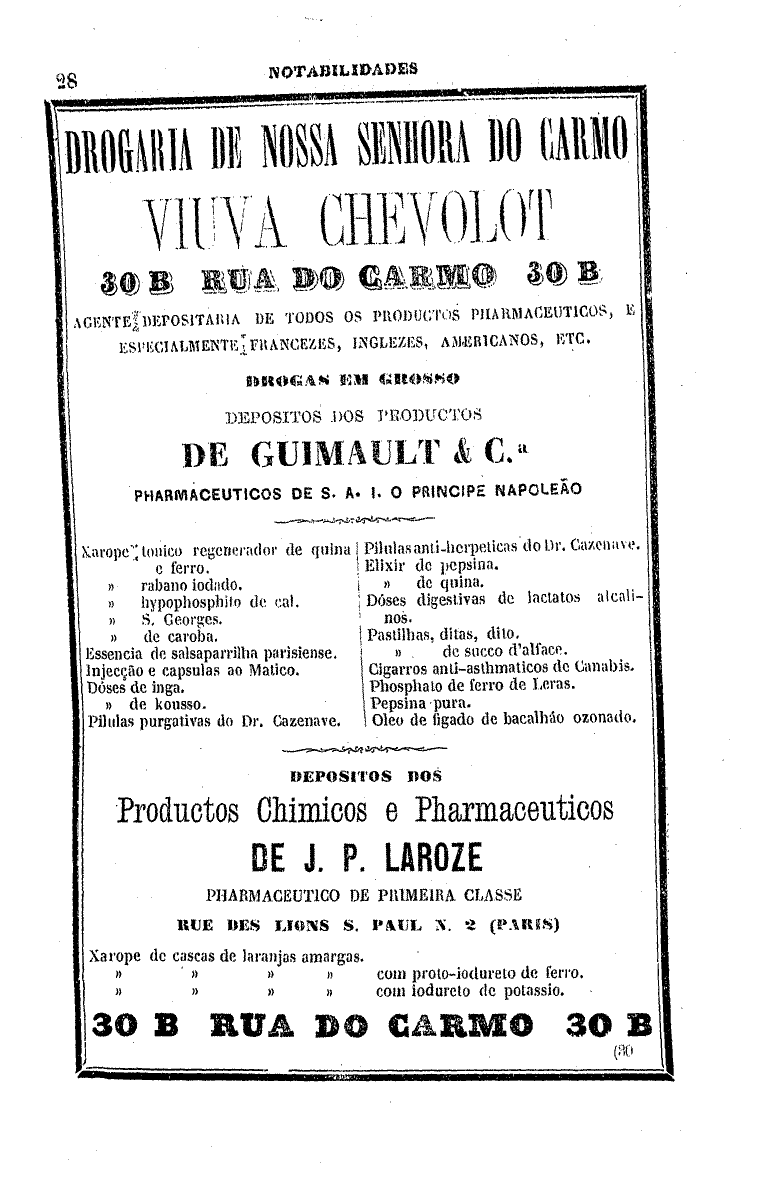 28
NOTABILIDADES
DROGARIA DE NOSSA SENHORA DO CARMO
VIUVA CHEVOLOT
30 B RUA DO CARMO 30 B
AGENTE DEPOSITARIA DE TODOS OS PRODUCTOS PHARMACEUTICOS, E
ESPECIALMENTE FRANCEZES, INGLEZES, AMERICANOS, ETC.
DROGAS EM GROSSO
DEPOSITOS DOS PRODUCTOS
DE GUIMAULT & C.ª
PHARMACEUTICOS DE S. A. I. O PRINCIPE NAPOLEÃO
Xarope tonico regenerador de quina
e ferro.
» rabano iodado.
» hypophosphito de cal.
» S. Georges.
» de caroba.
Essencia de salsaparrilha parisiense.
Injecção e capsulas ao Matico.
Dóses de inga.
» de kousso.
Pilulas purgativas do Dr. Cazenave.
Pilulas anti-herpeticas do Dr. Cazenave.
Elixir de pepsina.
» de quina.
Dóses digestivas de lactatos alcali-
nos.
Pastilhas, ditas, dito.
» de succo d'alface.
Cigarros anti-asthmaticos de Canabis.
Phosphato de ferro de Leras.
Pepsina pura.
Oleo de figado de bacalháo ozonado.
DEPOSITOS DOS
Productos Chimicos e Pharmaceuticos
DE J. P. LAROZE
PHARMACEUTICO DE PRIMEIRA CLASSE
RUE DES LIONS S. PAUL N. 2 (PARIS)
Xarope de cascas de laranjas amargas.
» » » » com proto-iodureto de ferro.
» » » » com iodureto de potassio.
30 B RUA DO CARMO 30 B
(30